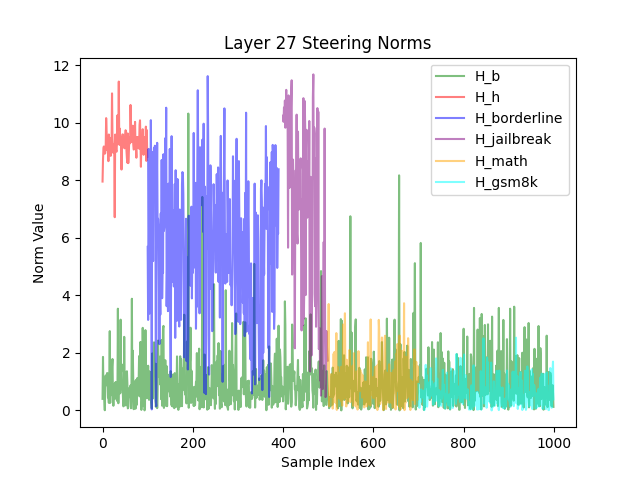 Layer 27 Steering Norms
12
10
8
6
4
2
0
Norm Value
0
200
400
600
800
1000
Sample Index
H_b
H_h
H_borderline
H_jailbreak
H_math
H_gsm8k